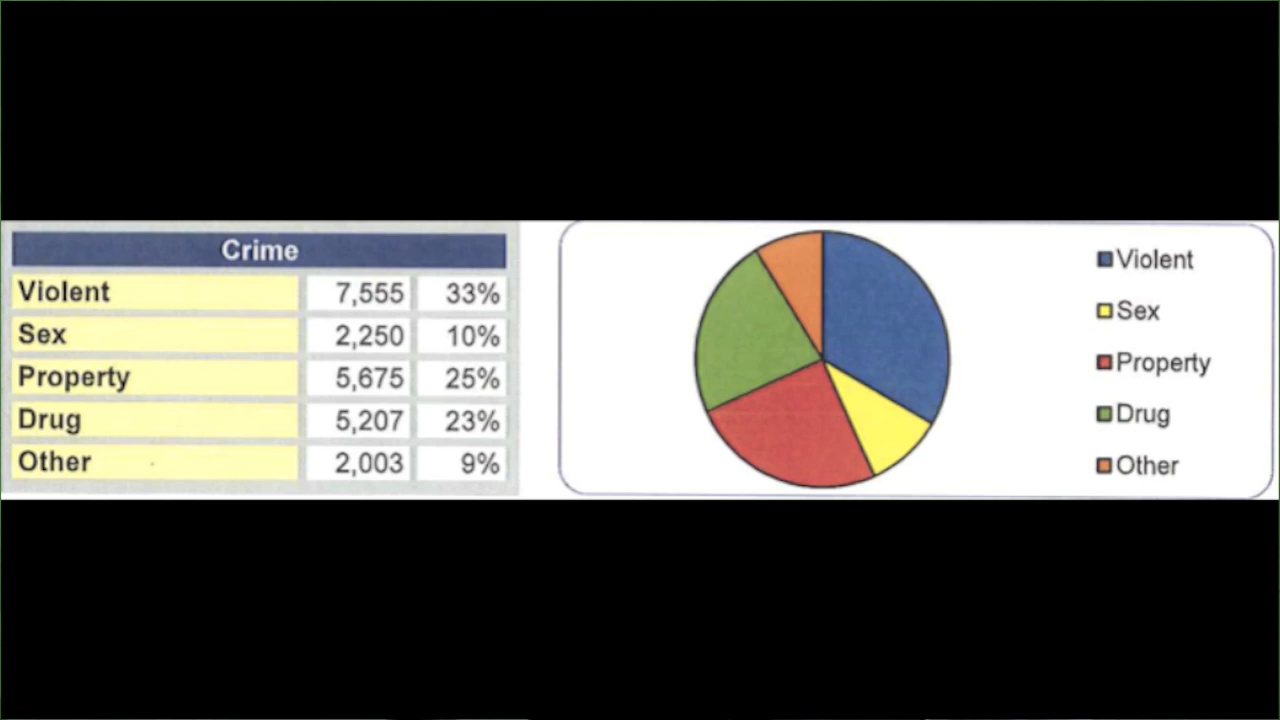 Crime
Violent 7,555 33%
Sex 2,250 10%
Property 5,675 25%
Drug 5,207 23%
Other 2,003 9%
Violent
Sex
Property
Drug
Other